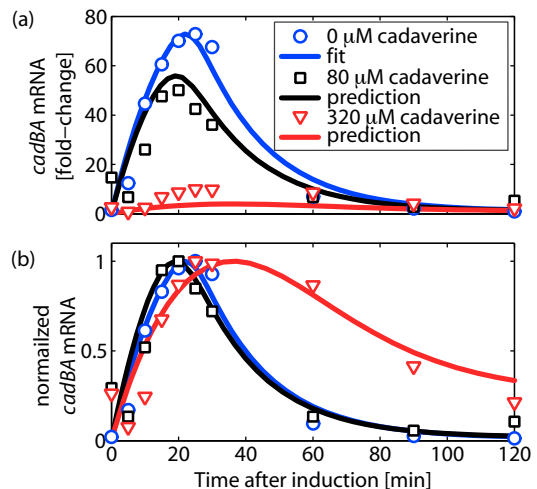 (a)
cadBA mRNA
[fold–change]
80
60
40
20
0
0 μM cadaverine
fit
80 μM cadaverine
prediction
320 μM cadaverine
prediction
(b)
normailzed
cadBA mRNA
1
0.5
0
0 20 40 60 80 100 120
Time after induction [min]